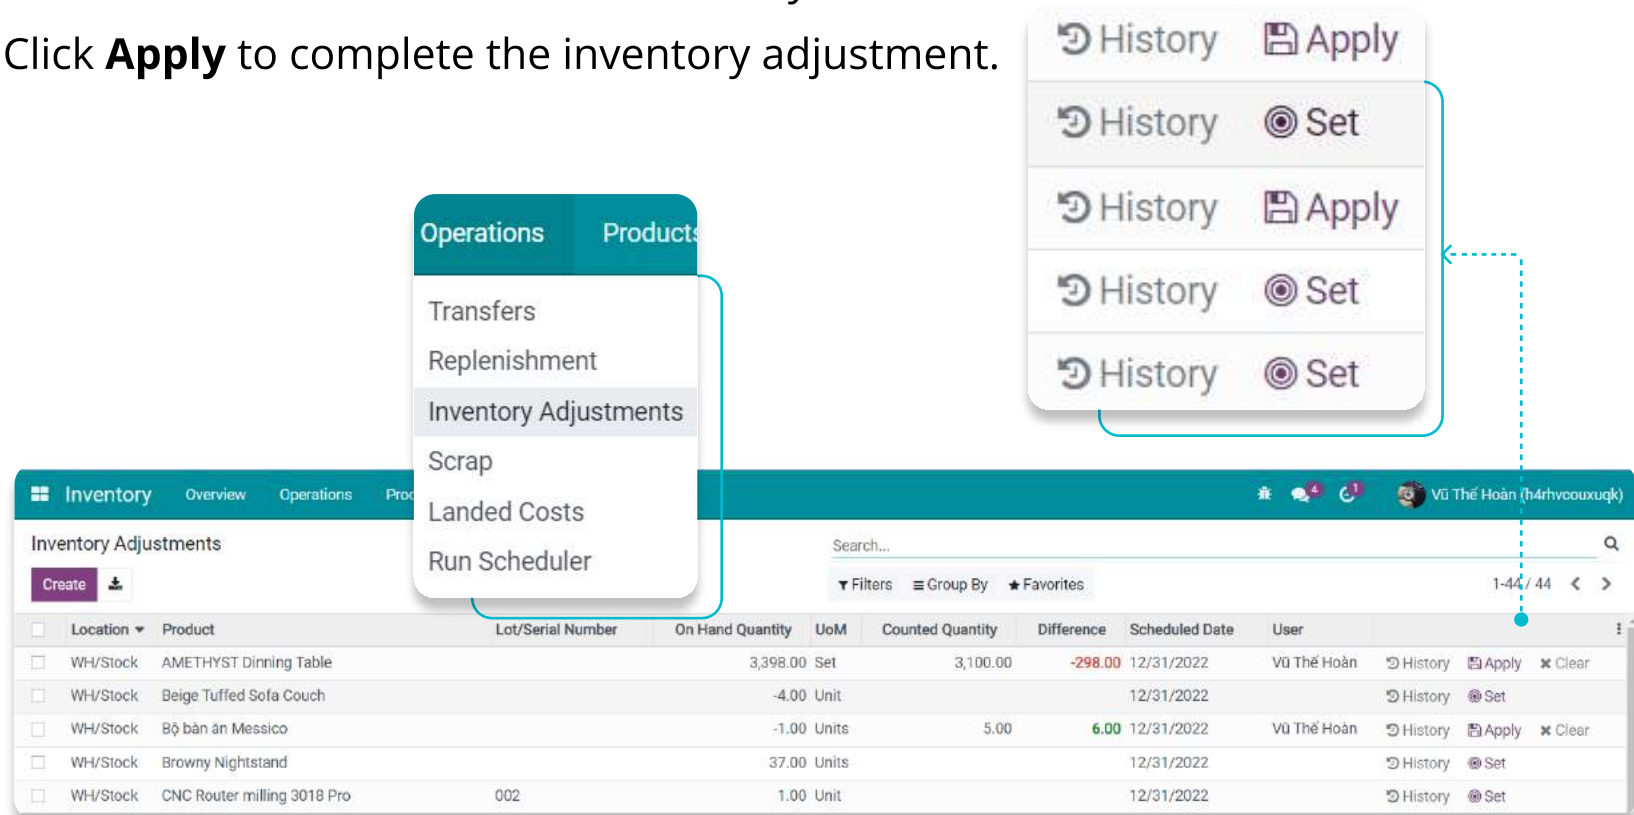 Click Apply to complete the inventory adjustment.
History Apply
History Set
History Apply
History Set
History Set
Operations Products
Transfers
Replenishment
Inventory Adjustments
Scrap
Landed Costs
Run Scheduler
Inventory Overview Operations 4 1 Vũ Thế Hoàn (h4rhvcouxuqk)
Inventory Adjustments Search...
Create Filters Group By Favorites 1-44 / 44
Location Product Lot/Serial Number On Hand Quantity UoM Counted Quantity Difference Scheduled Date User
WH/Stock AMETHYST Dinning Table 3,398.00 Set 3,100.00 -298.00 12/31/2022 Vũ Thế Hoàn History Apply Clear
WH/Stock Beige Tuffed Sofa Couch -4.00 Unit 12/31/2022 History Set
WH/Stock Bộ bàn ăn Messico -1.00 Units 5.00 6.00 12/31/2022 Vũ Thế Hoàn History Apply Clear
WH/Stock Browny Nightstand 37.00 Units 12/31/2022 History Set
WH/Stock CNC Router milling 3018 Pro 002 1.00 Unit 12/31/2022 History Set